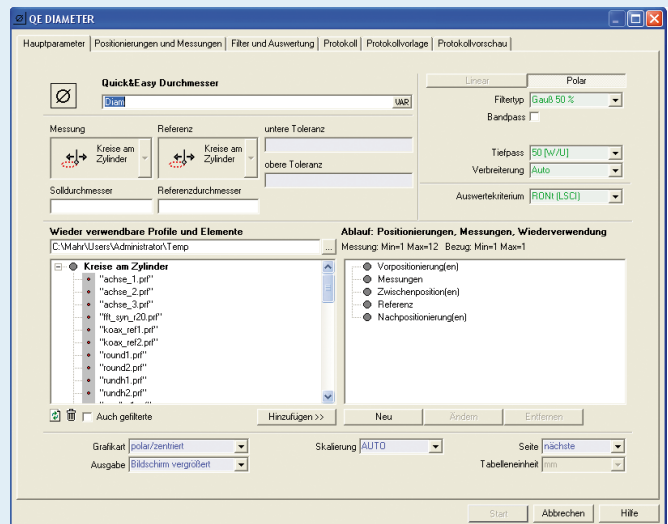 QE DIAMETER
Hauptparameter Positionierungen und Messungen Filter und Auswertung Protokoll Protokollvorlage Protokollvorschau
Quick&Easy Durchmesser
Diam VAR
Messung Referenz untere Toleranz
Kreise am Zylinder Kreise am Zylinder
obere Toleranz
Solldurchmesser Referenzdurchmesser
Linear Polar
Filtertyp Gauß 50 %
Bandpass
Tiefpass 50 [W/U]
Verbreiterung Auto
Auswertekriterium RONt (LSCI)
Wieder verwendbare Profile und Elemente
C:\Mahr\Users\Administrator\Temp ...
Kreise am Zylinder
"achse_1.prf"
"achse_2.prf"
"achse_3.prf"
"fft_syn_r20.prf"
"koax_ref1.prf"
"koax_ref2.prf"
"round1.prf"
"round2.prf"
"rundh1.prf"
"rundh2.prf"
Auch gefilterte Hinzufügen >>
Ablauf: Positionierungen, Messungen, Wiederverwendung
Messung: Min=1 Max=12 Bezug: Min=1 Max=1
Vorpositionierung(en)
Messungen
Zwischenposition(en)
Referenz
Nachpositionierung(en)
Neu Ändern Entfernen
Grafikart polar/zentriert Skalierung AUTO Seite nächste
Ausgabe Bildschirm vergrößert Tabelleneinheit mm
Start Abbrechen Hilfe